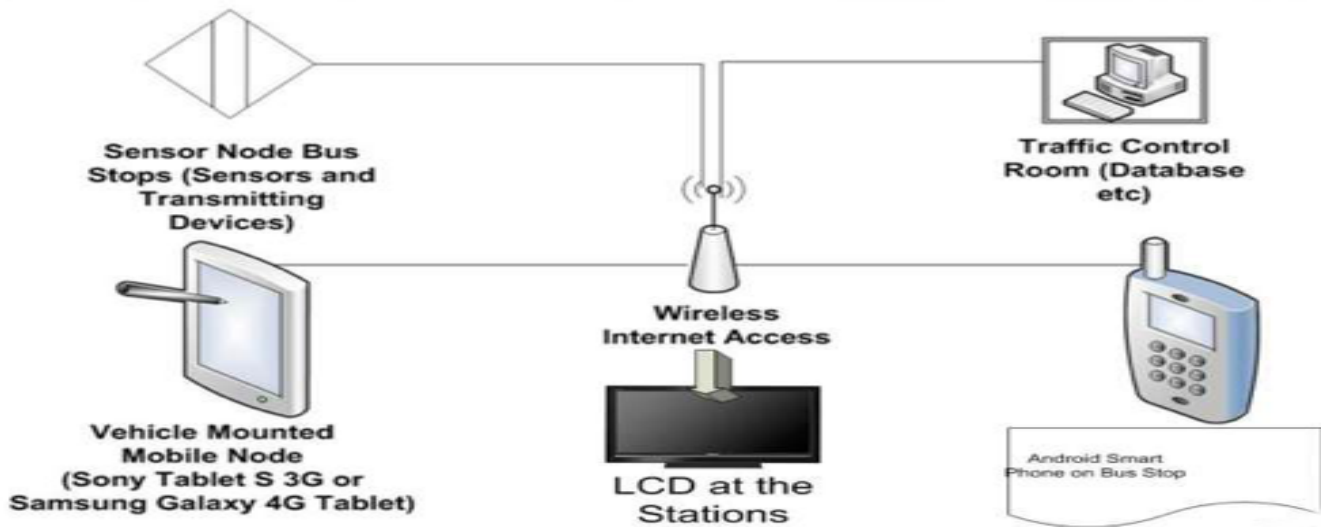 Sensor Node Bus
Stops (Sensors and
Transmitting
Devices)
Traffic Control
Room (Database
etc)
Wireless
Internet Access
Vehicle Mounted
Mobile Node
(Sony Tablet S 3G or
Samsung Galaxy 4G Tablet)
LCD at the
Stations
Android Smart
Phone on Bus Stop